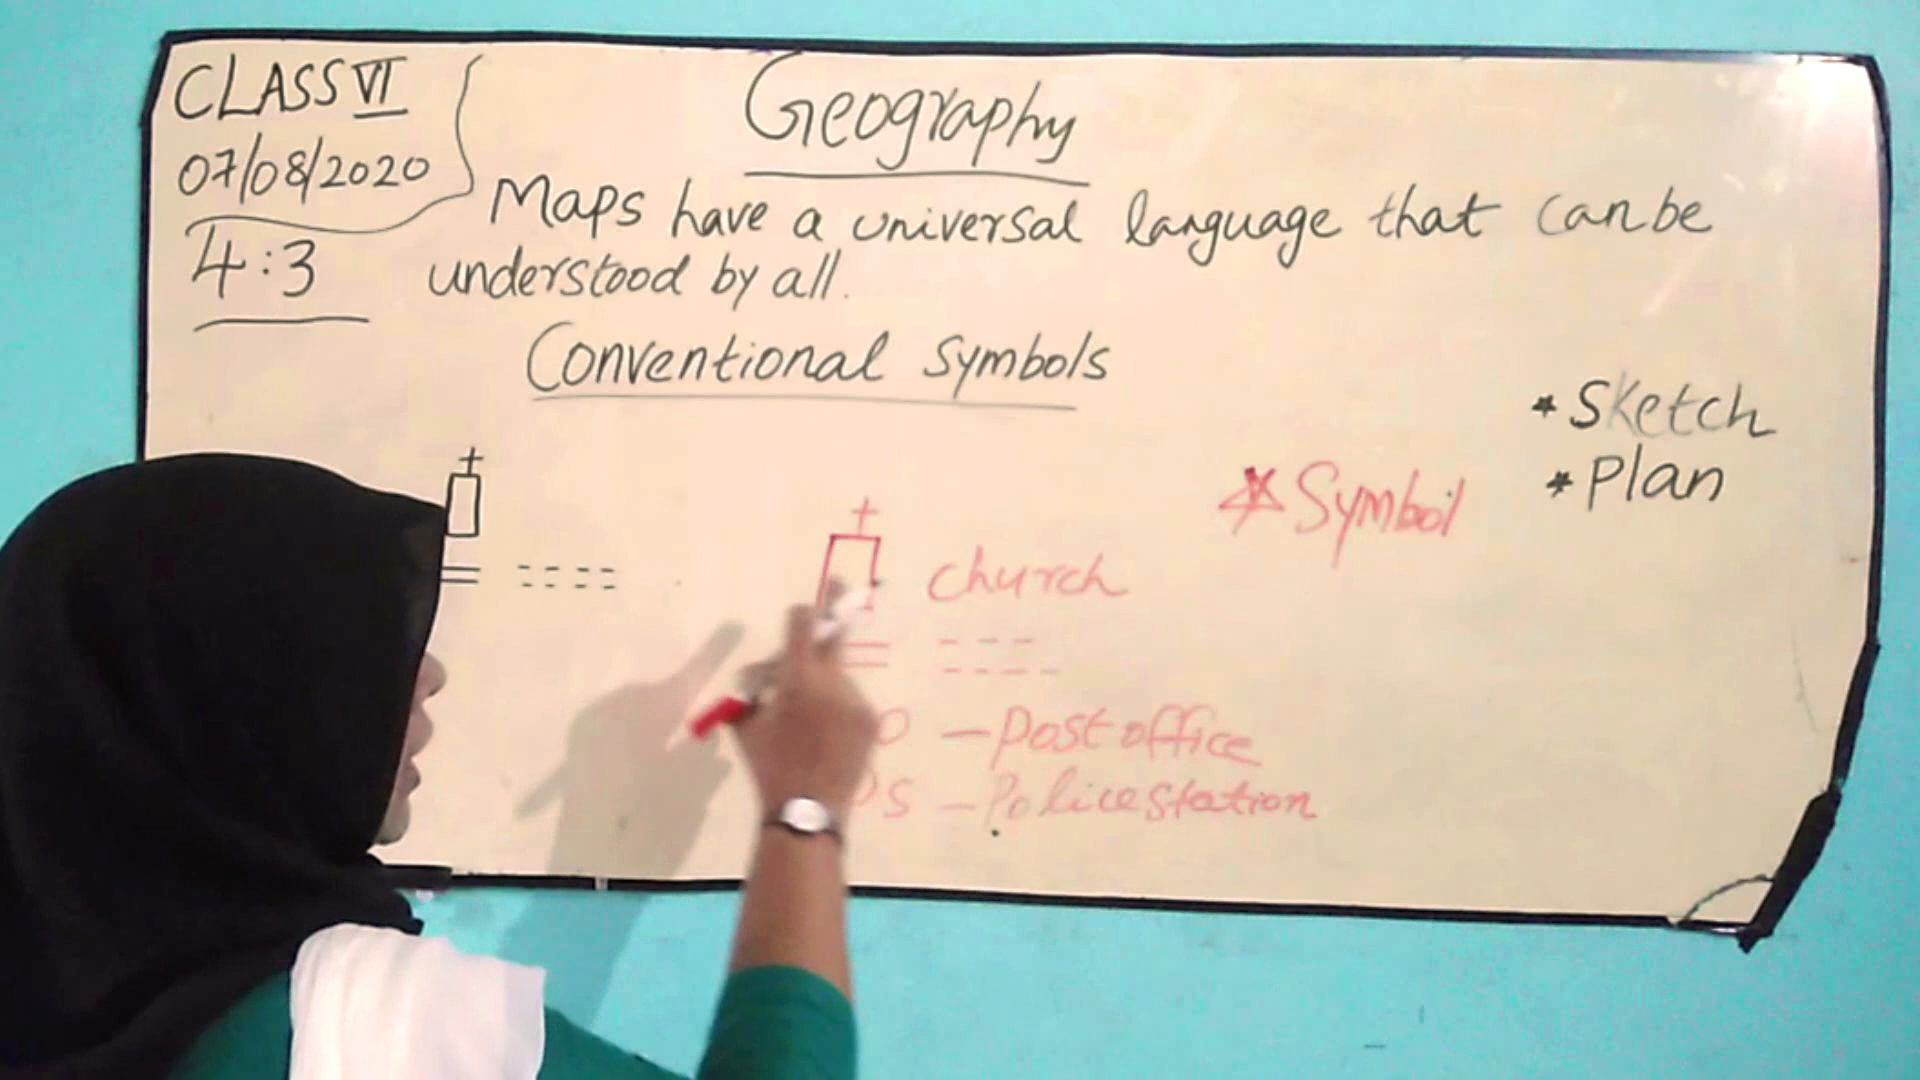 CLASS VI
07/08/2020
4:3
Geography
Maps have a universal language that can be
understood by all.
Conventional Symbols
* Sketch
* Plan
* Symbol
church
— Post office
— Police station